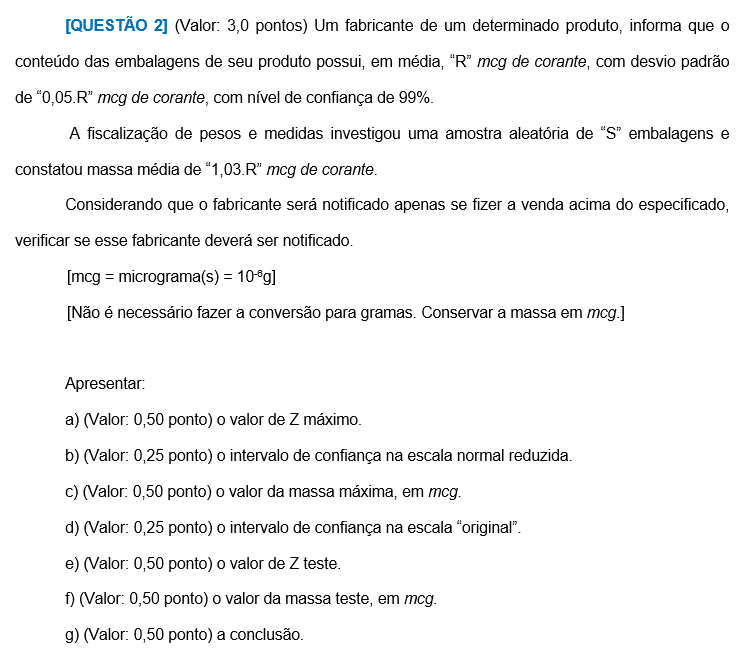 [QUESTÃO 2] (Valor: 3,0 pontos) Um fabricante de um determinado produto, informa que o
conteúdo das embalagens de seu produto possui, em média, “R” mcg de corante, com desvio padrão
de “0,05.R” mcg de corante, com nível de confiança de 99%.
A fiscalização de pesos e medidas investigou uma amostra aleatória de “S” embalagens e
constatou massa média de “1,03.R” mcg de corante.
Considerando que o fabricante será notificado apenas se fizer a venda acima do especificado,
verificar se esse fabricante deverá ser notificado.
[mcg = micrograma(s) = 10⁻⁶g]
[Não é necessário fazer a conversão para gramas. Conservar a massa em mcg.]
Apresentar:
a) (Valor: 0,50 ponto) o valor de Z máximo.
b) (Valor: 0,25 ponto) o intervalo de confiança na escala normal reduzida.
c) (Valor: 0,50 ponto) o valor da massa máxima, em mcg.
d) (Valor: 0,25 ponto) o intervalo de confiança na escala “original”.
e) (Valor: 0,50 ponto) o valor de Z teste.
f) (Valor: 0,50 ponto) o valor da massa teste, em mcg.
g) (Valor: 0,50 ponto) a conclusão.